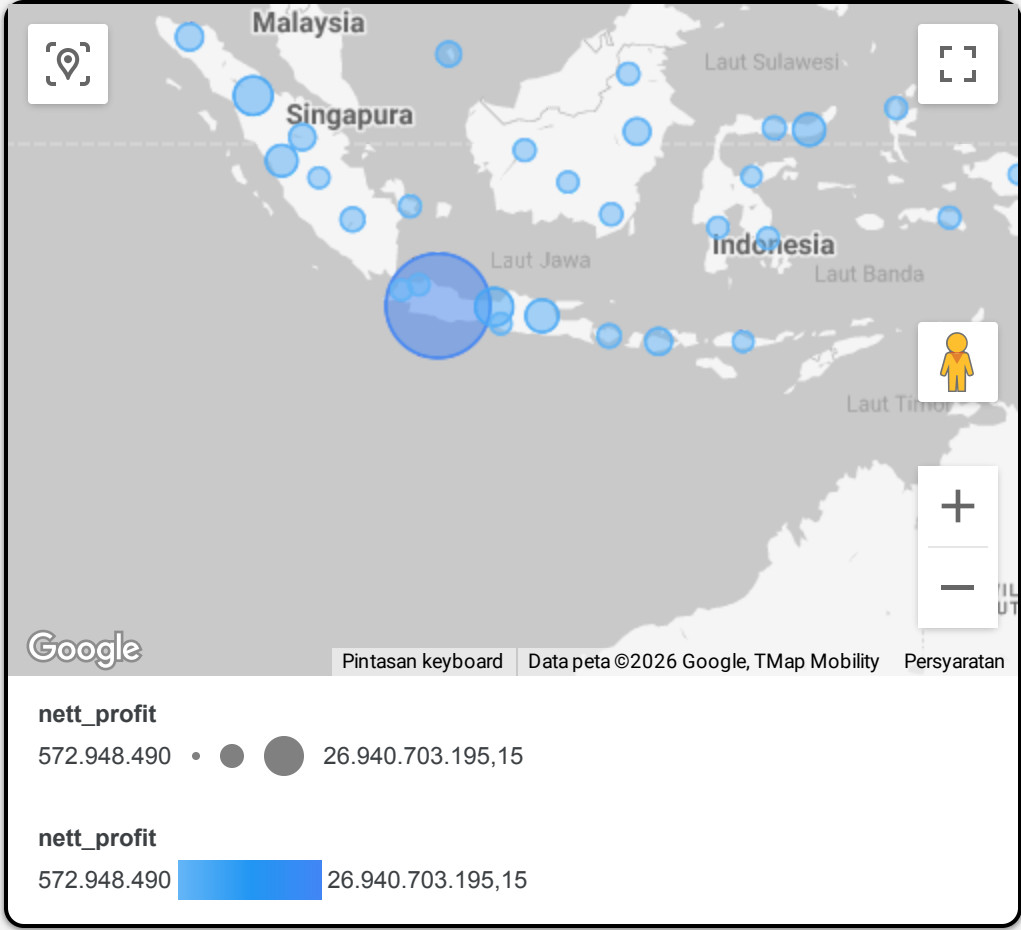 Malaysia
Laut Sulawesi
Singapura
Indonesia
Laut Jawa
Laut Banda
Laut Timor
Google
Pintasan keyboard
Data peta ©2026 Google, TMap Mobility
Persyaratan
nett_profit
572.948.490
26.940.703.195,15
nett_profit
572.948.490
26.940.703.195,15